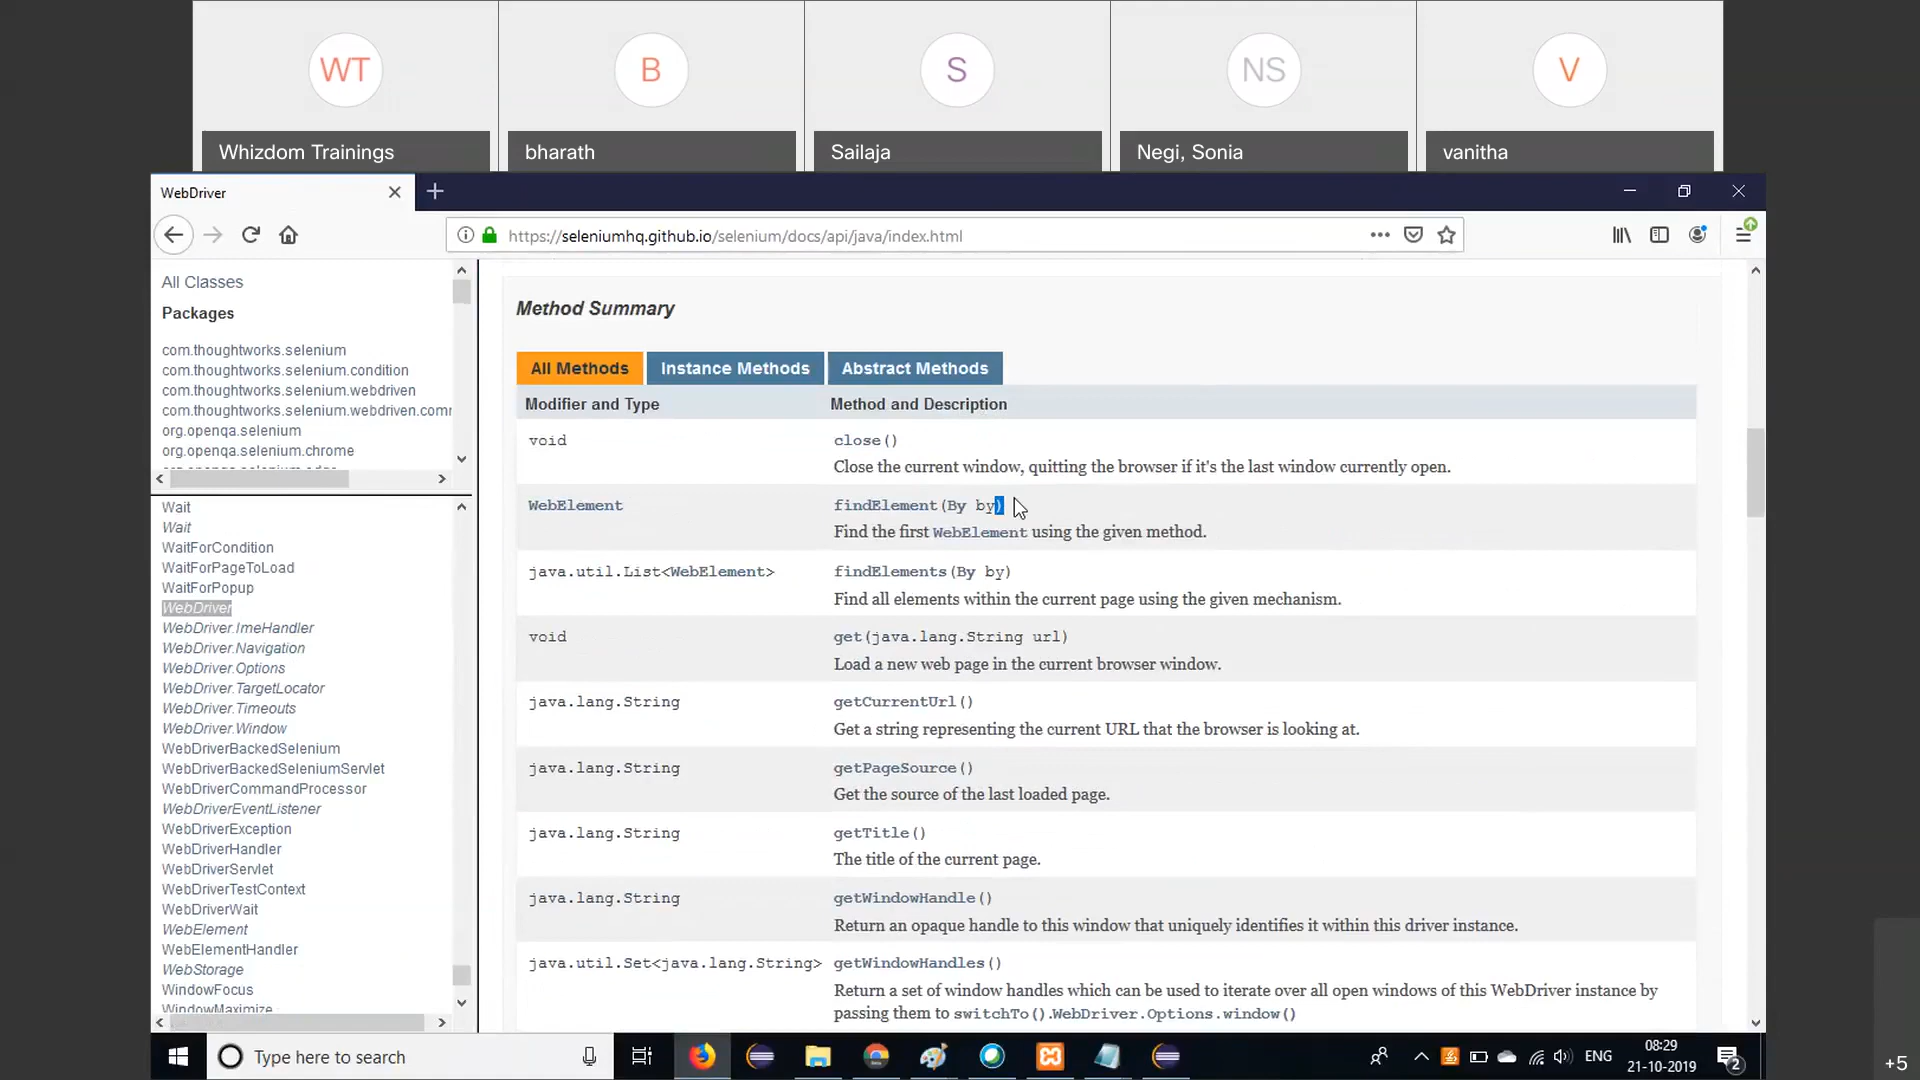 WT
B
S
NS
V
Whizdom Trainings
bharath
Sailaja
Negi, Sonia
vanitha
WebDriver
https://seleniumhq.github.io/selenium/docs/api/java/index.html
All Classes
Packages
com.thoughtworks.selenium
com.thoughtworks.selenium.condition
com.thoughtworks.selenium.webdriven
com.thoughtworks.selenium.webdriven.comm
org.openqa.selenium
org.openqa.selenium.chrome
Wait
Wait
WaitForCondition
WaitForPageToLoad
WaitForPopup
WebDriver
WebDriver.ImeHandler
WebDriver.Navigation
WebDriver.Options
WebDriver.TargetLocator
WebDriver.Timeouts
WebDriver.Window
WebDriverBackedSelenium
WebDriverBackedSeleniumServlet
WebDriverCommandProcessor
WebDriverEventListener
WebDriverException
WebDriverHandler
WebDriverServlet
WebDriverTestContext
WebDriverWait
WebElement
WebElementHandler
WebStorage
WindowFocus
WindowMaximize
Method Summary
All Methods Instance Methods Abstract Methods
Modifier and Type Method and Description
void close()
Close the current window, quitting the browser if it's the last window currently open.
WebElement findElement(By by)
Find the first WebElement using the given method.
java.util.List<WebElement> findElements(By by)
Find all elements within the current page using the given mechanism.
void get(java.lang.String url)
Load a new web page in the current browser window.
java.lang.String getCurrentUrl()
Get a string representing the current URL that the browser is looking at.
java.lang.String getPageSource()
Get the source of the last loaded page.
java.lang.String getTitle()
The title of the current page.
java.lang.String getWindowHandle()
Return an opaque handle to this window that uniquely identifies it within this driver instance.
java.util.Set<java.lang.String> getWindowHandles()
Return a set of window handles which can be used to iterate over all open windows of this WebDriver instance by
passing them to switchTo().WebDriver.Options.window()
Type here to search
ENG
08:29
21-10-2019
2
+5